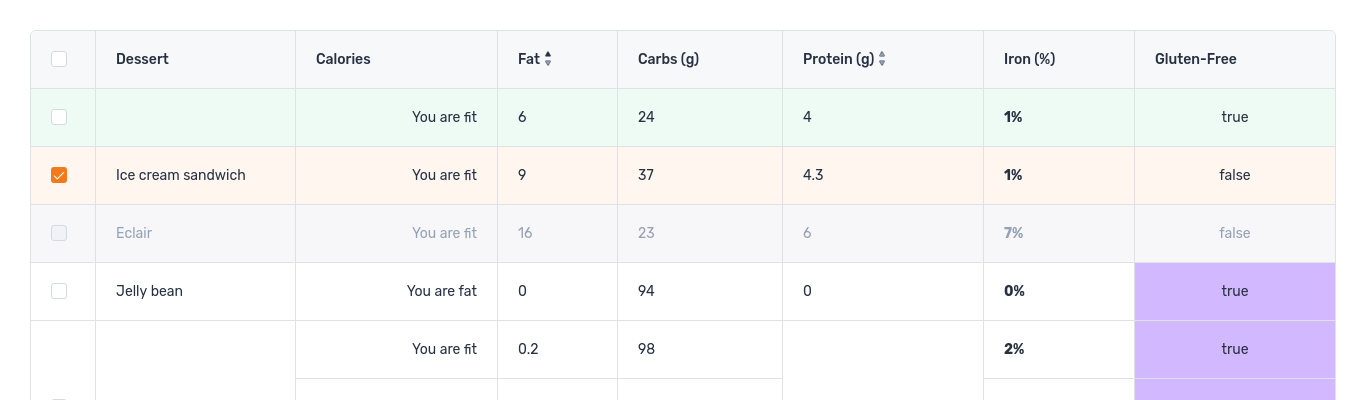 Dessert Calories Fat Carbs (g) Protein (g) Iron (%) Gluten-Free
You are fit 6 24 4 1% true
Ice cream sandwich You are fit 9 37 4.3 1% false
Eclair You are fit 16 23 6 7% false
Jelly bean You are fat 0 94 0 0% true
You are fit 0.2 98 2% true